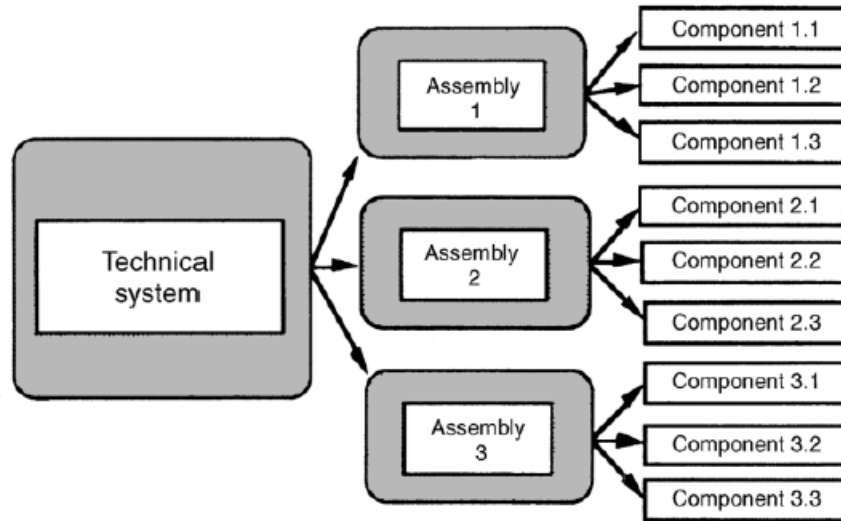 Technical
system
Assembly
1
Component 1.1
Component 1.2
Component 1.3
Assembly
2
Component 2.1
Component 2.2
Component 2.3
Assembly
3
Component 3.1
Component 3.2
Component 3.3